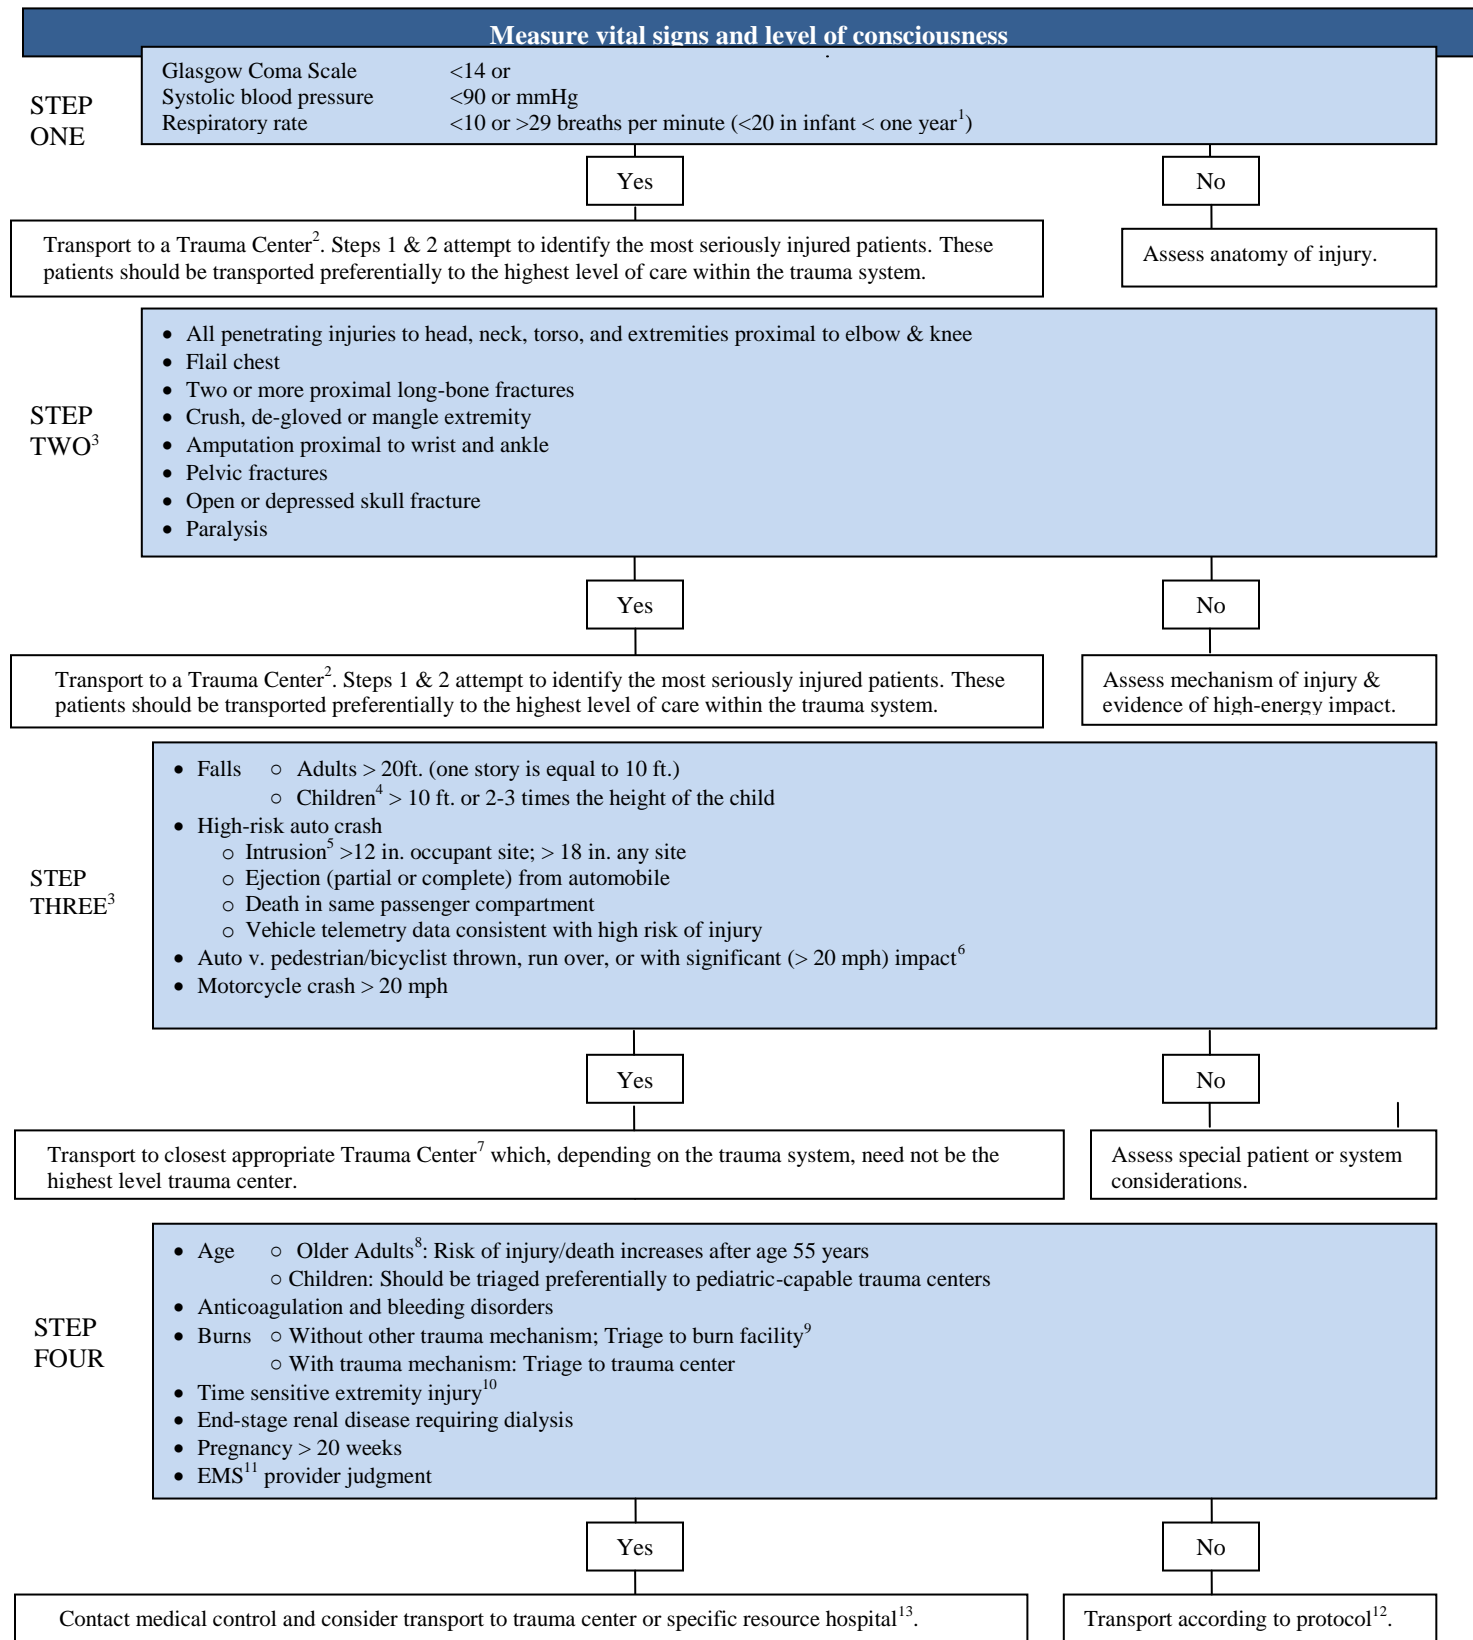 Measure vital signs and level of consciousness
STEP
ONE
Glasgow Coma Scale <14 or
Systolic blood pressure <90 or mmHg
Respiratory rate <10 or >29 breaths per minute (<20 in infant < one year¹)
Yes
No
Transport to a Trauma Center². Steps 1 & 2 attempt to identify the most seriously injured patients. These
patients should be transported preferentially to the highest level of care within the trauma system.
Assess anatomy of injury.
STEP
TWO³
• All penetrating injuries to head, neck, torso, and extremities proximal to elbow & knee
• Flail chest
• Two or more proximal long-bone fractures
• Crush, de-gloved or mangle extremity
• Amputation proximal to wrist and ankle
• Pelvic fractures
• Open or depressed skull fracture
• Paralysis
Yes
No
Transport to a Trauma Center². Steps 1 & 2 attempt to identify the most seriously injured patients. These
patients should be transported preferentially to the highest level of care within the trauma system.
Assess mechanism of injury &
evidence of high-energy impact.
STEP
THREE³
• Falls ○ Adults > 20ft. (one story is equal to 10 ft.)
○ Children⁴ > 10 ft. or 2-3 times the height of the child
• High-risk auto crash
○ Intrusion⁵ >12 in. occupant site; > 18 in. any site
○ Ejection (partial or complete) from automobile
○ Death in same passenger compartment
○ Vehicle telemetry data consistent with high risk of injury
• Auto v. pedestrian/bicyclist thrown, run over, or with significant (> 20 mph) impact⁶
• Motorcycle crash > 20 mph
Yes
No
Transport to closest appropriate Trauma Center⁷ which, depending on the trauma system, need not be the
highest level trauma center.
Assess special patient or system
considerations.
STEP
FOUR
• Age ○ Older Adults⁸: Risk of injury/death increases after age 55 years
○ Children: Should be triaged preferentially to pediatric-capable trauma centers
• Anticoagulation and bleeding disorders
• Burns ○ Without other trauma mechanism; Triage to burn facility⁹
○ With trauma mechanism: Triage to trauma center
• Time sensitive extremity injury¹⁰
• End-stage renal disease requiring dialysis
• Pregnancy > 20 weeks
• EMS¹¹ provider judgment
Yes
No
Contact medical control and consider transport to trauma center or specific resource hospital¹³.
Transport according to protocol¹².